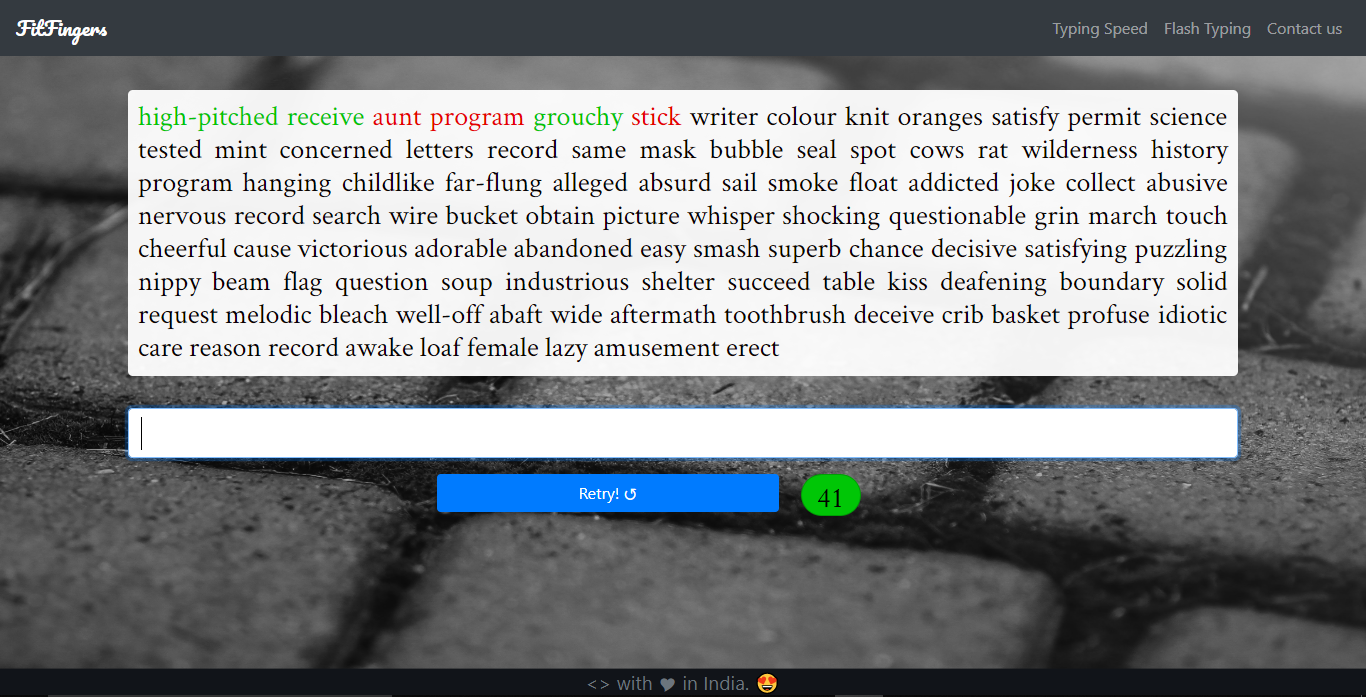 FitFingers
Typing Speed Flash Typing Contact us
high-pitched receive aunt program grouchy stick writer colour knit oranges satisfy permit science
tested mint concerned letters record same mask bubble seal spot cows rat wilderness history
program hanging childlike far-flung alleged absurd sail smoke float addicted joke collect abusive
nervous record search wire bucket obtain picture whisper shocking questionable grin march touch
cheerful cause victorious adorable abandoned easy smash superb chance decisive satisfying puzzling
nippy beam flag question soup industrious shelter succeed table kiss deafening boundary solid
request melodic bleach well-off abaft wide aftermath toothbrush deceive crib basket profuse idiotic
care reason record awake loaf female lazy amusement erect
Retry! ↺
41
<> with ♥ in India. 😍